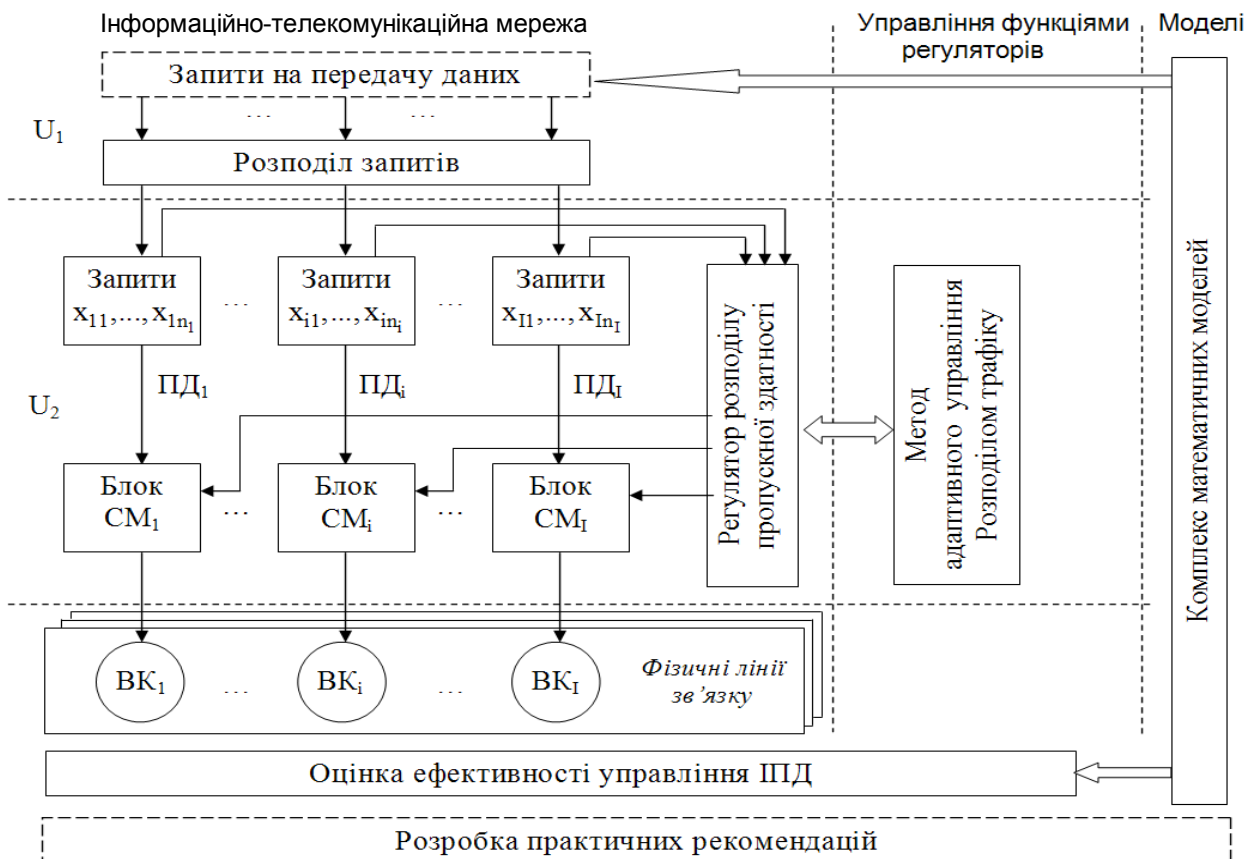 Інформаційно-телекомунікаційна мережа
Управління функціями
регуляторів
Моделі
Запити на передачу даних
... ...
U1
Розподіл запитів
Запити
x11,...,x1n1
...
Запити
xi1,...,xini
...
Запити
xI1,...,xInI
Регулятор розподілу
пропускної здатності
Метод
адаптивного управління
Розподілом трафіку
Комплекс математичних моделей
ПД1
ПДi
ПДI
U2
Блок
СМ1
...
Блок
СМi
...
Блок
СМI
ВК1
...
ВКi
...
ВКI
Фізичні лінії
зв’язку
Оцінка ефективності управління ІПД
Розробка практичних рекомендацій